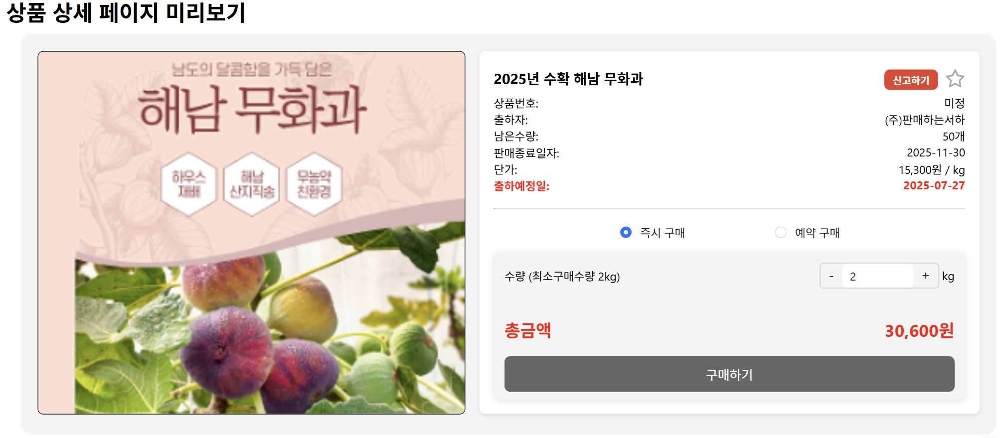 상품 상세 페이지 미리보기
남도의 달콤함을 가득 담은
해남 무화과
하우스
재배
해남
산지직송
무농약
친환경
2025년 수확 해남 무화과
신고하기
상품번호:
미정
출하자:
(주)판매하는서하
남은수량:
50개
판매종료일자:
2025-11-30
단가:
15,300원 / kg
출하예정일:
2025-07-27
즉시 구매
예약 구매
수량 (최소구매수량 2kg)
- 2 + kg
총금액
30,600원
구매하기